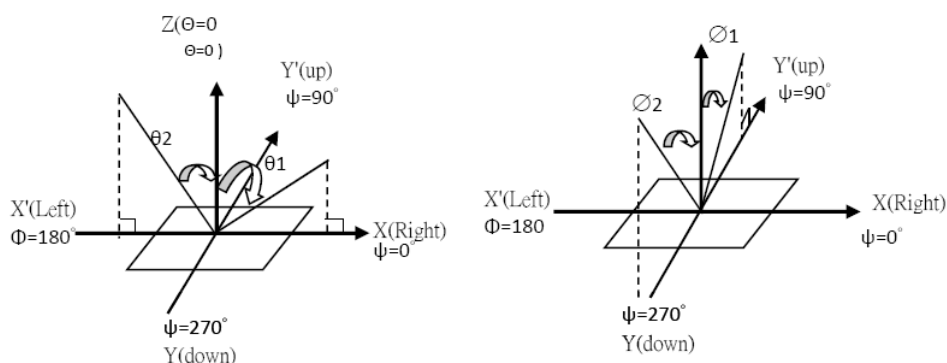 Z(Θ=0
Θ=0 )
Y'(up)
ψ=90°
θ2
θ1
X'(Left)
Φ=180°
X(Right)
ψ=0°
ψ=270°
Y(down)
∅1
Y'(up)
ψ=90°
∅2
X'(Left)
Φ=180
X(Right)
ψ=0°
ψ=270°
Y(down)